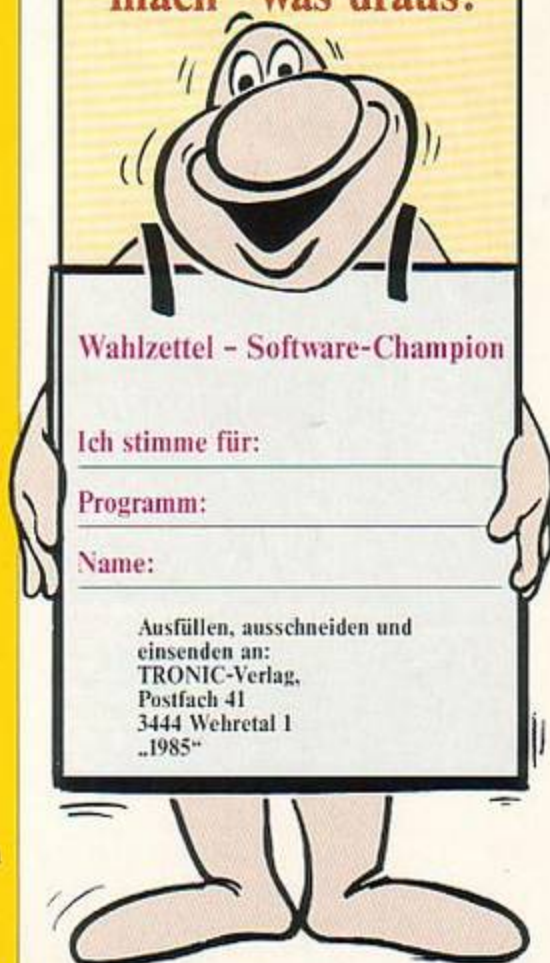 mach was draus!
Wahlzettel – Software-Champion
Ich stimme für:
Programm:
Name:
Ausfüllen, ausschneiden und
einsenden an:
TRONIC-Verlag,
Postfach 41
3444 Wehretal 1
„1985“